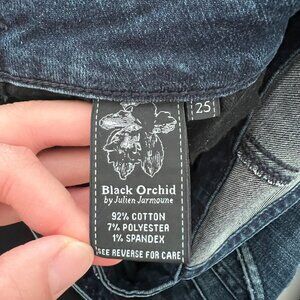 25
Black Orchid
by Julien Jarmoune
92% COTTON
7% POLYESTER
1% SPANDEX
SEE REVERSE FOR CARE